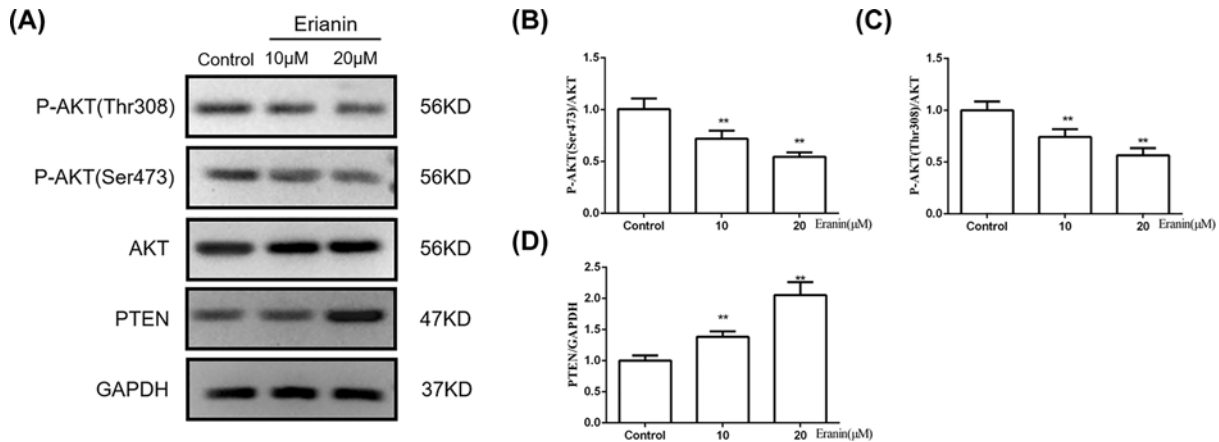 (A)
Erianin
Control 10μM 20μM
P-AKT(Thr308) 56KD
P-AKT(Ser473) 56KD
AKT 56KD
PTEN 47KD
GAPDH 37KD
(B)
P-AKT(Ser473)/AKT
1.5
1.0
0.5
0.0
**
**
Control 10 20 Eranin(μM)
(C)
P-AKT(Thr308)/AKT
1.5
1.0
0.5
0.0
**
**
Control 10 20 Eranin(μM)
(D)
PTEN/GAPDH
2.5
2.0
1.5
1.0
0.5
0.0
**
**
Control 10 20 Eranin(μM)